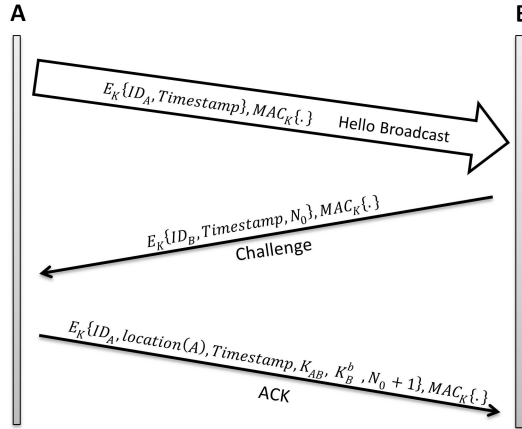 A
E_K{ID_A, Timestamp}, MAC_K{.}
Hello Broadcast
E_K{ID_B, Timestamp, N_0}, MAC_K{.}
Challenge
E_K{ID_A, location(A), Timestamp, K_AB, K_B^b, N_0 + 1}, MAC_K{.}
ACK